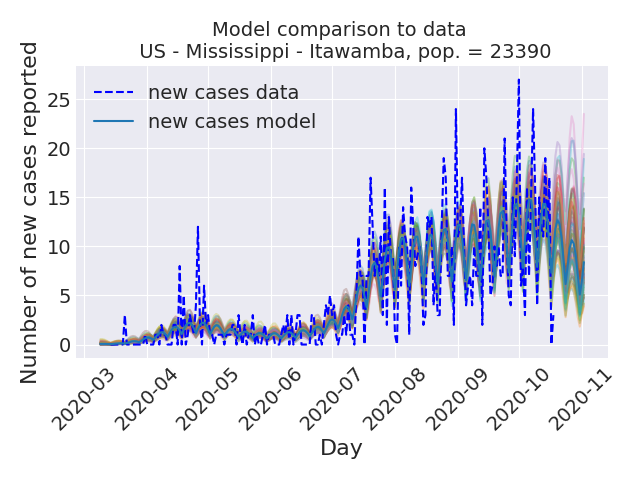 Model comparison to data
US - Mississippi - Itawamba, pop. = 23390
Number of new cases reported
25
20
15
10
5
0
new cases data
new cases model
2020-03
2020-04
2020-05
2020-06
2020-07
2020-08
2020-09
2020-10
2020-11
Day